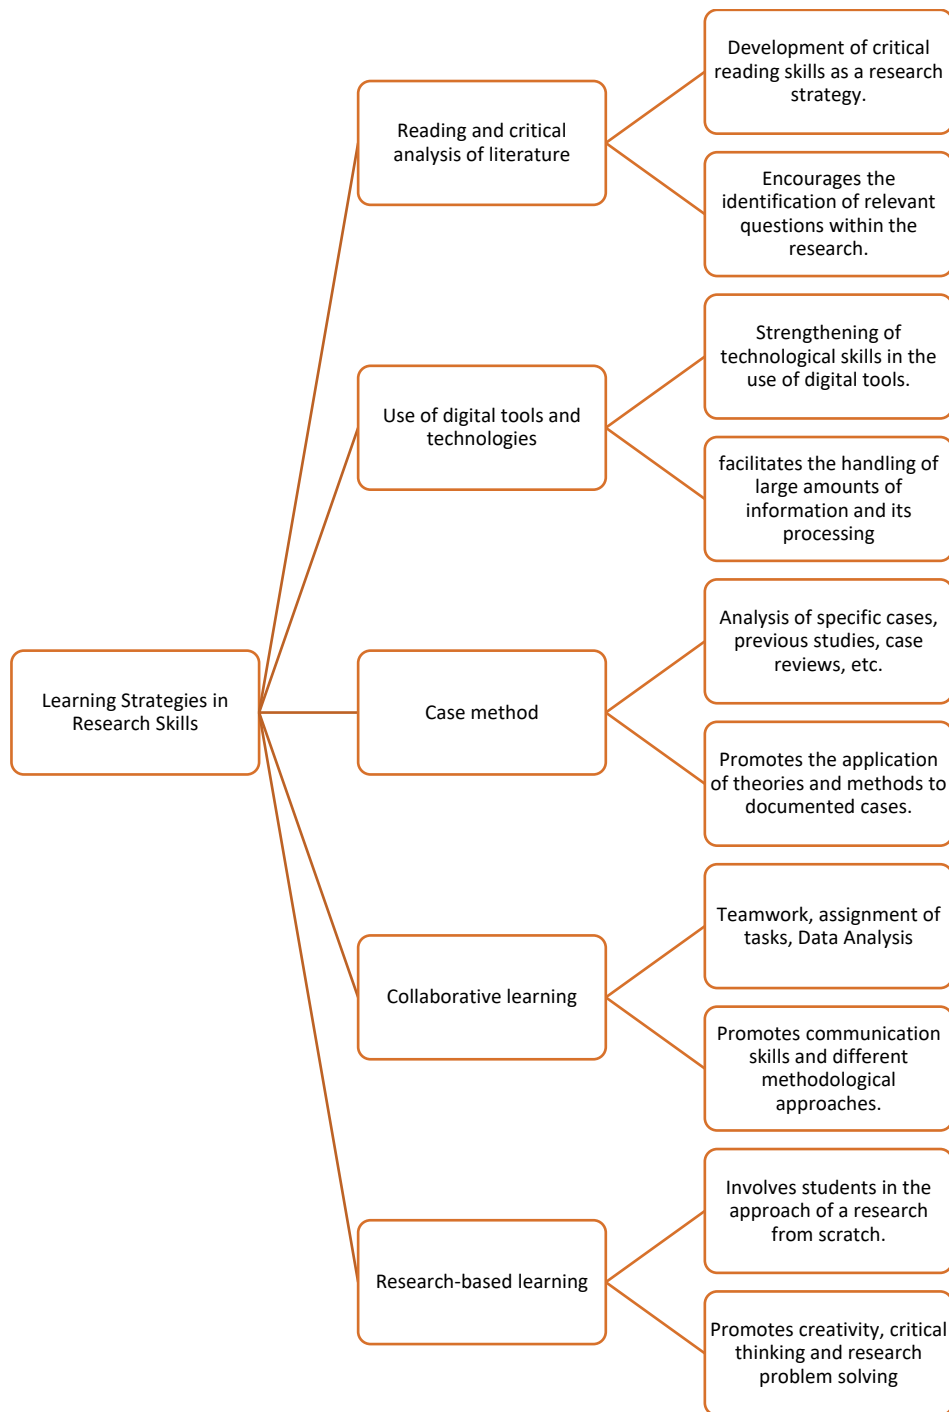 Learning Strategies in
Research Skills
Reading and critical
analysis of literature
Development of critical
reading skills as a research
strategy.
Encourages the
identification of relevant
questions within the
research.
Use of digital tools and
technologies
Strengthening of
technological skills in the
use of digital tools.
facilitates the handling of
large amounts of
information and its
processing
Case method
Analysis of specific cases,
previous studies, case
reviews, etc.
Promotes the application
of theories and methods to
documented cases.
Collaborative learning
Teamwork, assignment of
tasks, Data Analysis
Promotes communication
skills and different
methodological
approaches.
Research-based learning
Involves students in the
approach of a research
from scratch.
Promotes creativity, critical
thinking and research
problem solving